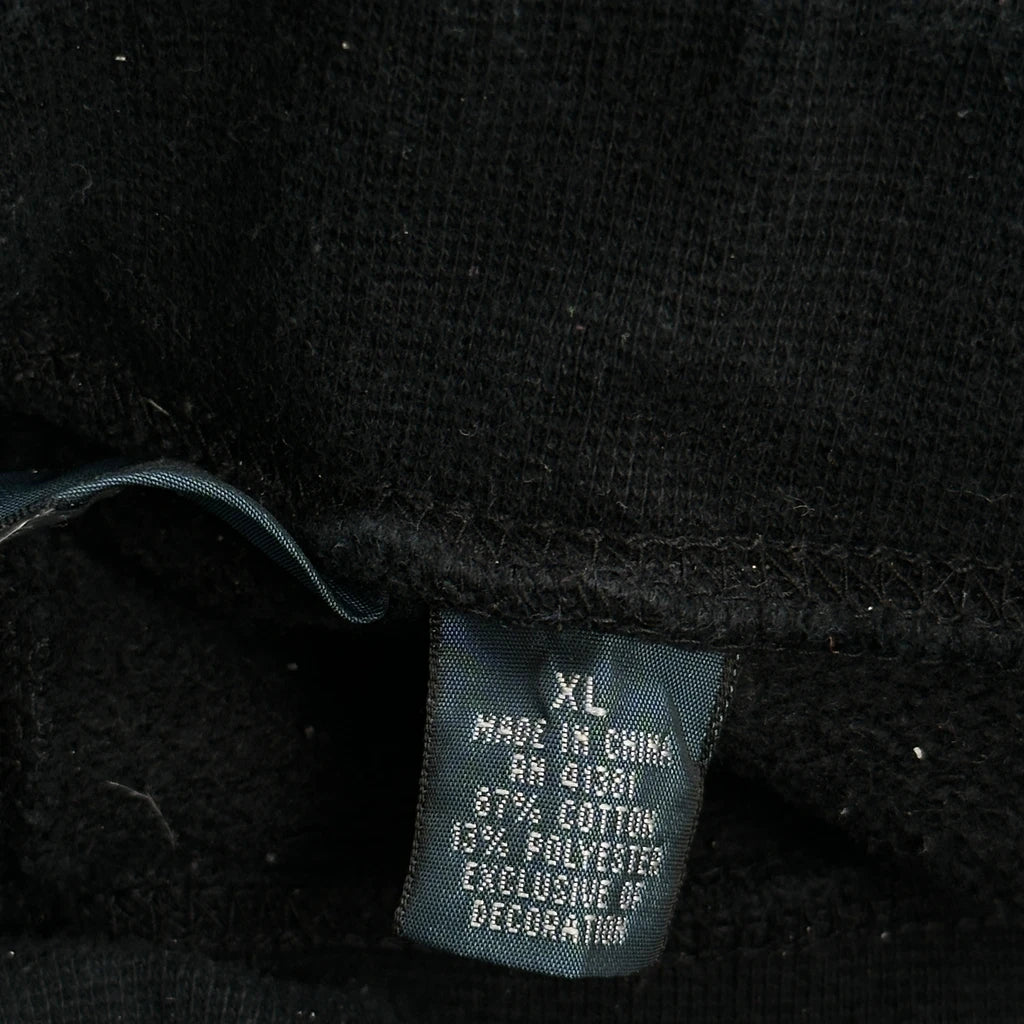 XL
MADE IN CHINA
RN 41381
87% COTTON
13% POLYESTER
EXCLUSIVE OF
DECORATION